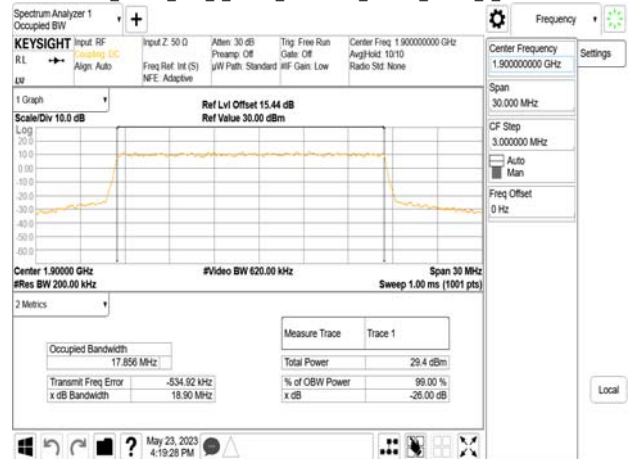 Spectrum Analyzer 1
Occupied BW
Frequency
KEYSIGHT
RL
Input: RF
Coupling: DC
Align: Auto
Input Z: 50 Ω
Freq Ref: Int (S)
NFE: Adaptive
Atten: 30 dB
Preamp: Off
µW Path: Standard
Trig: Free Run
Gate: Off
#IF Gain: Low
Center Freq: 1.900000000 GHz
Avg|Hold: 10/10
Radio Std: None
Center Frequency
1.900000000 GHz
Settings
Span
30.000 MHz
CF Step
3.000000 MHz
Auto
Man
Freq Offset
0 Hz
Local
1 Graph
Scale/Div 10.0 dB
Ref Lvl Offset 15.44 dB
Ref Value 30.00 dBm
Log
20.0
10.0
0.00
-10.0
-20.0
-30.0
-40.0
-50.0
-60.0
Center 1.90000 GHz
#Res BW 200.00 kHz
#Video BW 620.00 kHz
Span 30 MHz
Sweep 1.00 ms (1001 pts)
2 Metrics
Measure Trace
Trace 1
Occupied Bandwidth
17.856 MHz
Total Power
29.4 dBm
Transmit Freq Error
-534.92 kHz
% of OBW Power
99.00 %
x dB Bandwidth
18.90 MHz
x dB
-26.00 dB
?
May 23, 2023
4:19:28 PM